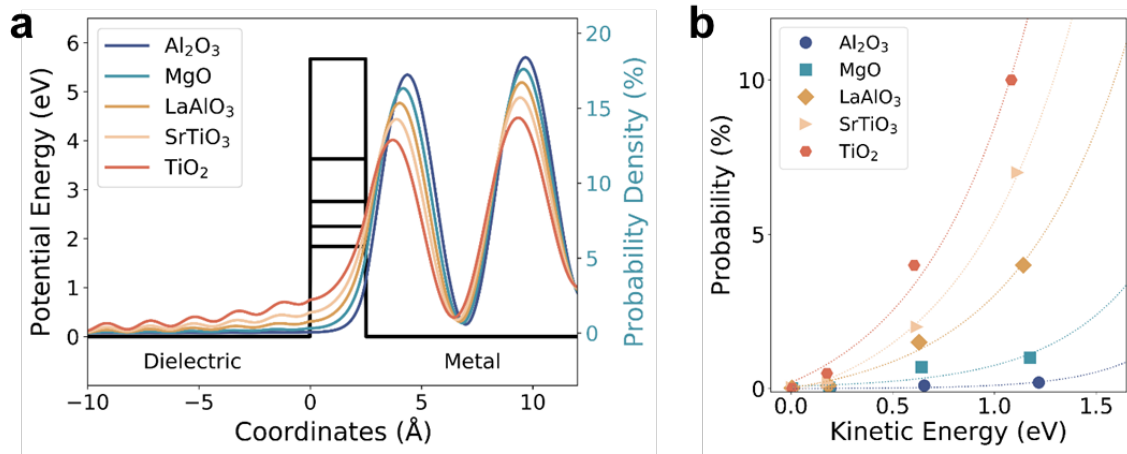 a
Potential Energy (eV)
6
5
4
3
2
1
0
Al₂O₃
MgO
LaAlO₃
SrTiO₃
TiO₂
Dielectric
Metal
−10
−5
0
5
10
Coordinates (Å)
20
15
10
5
0
Probability Density (%)
b
Probability (%)
10
5
0
Al₂O₃
MgO
LaAlO₃
SrTiO₃
TiO₂
0.0
0.5
1.0
1.5
Kinetic Energy (eV)